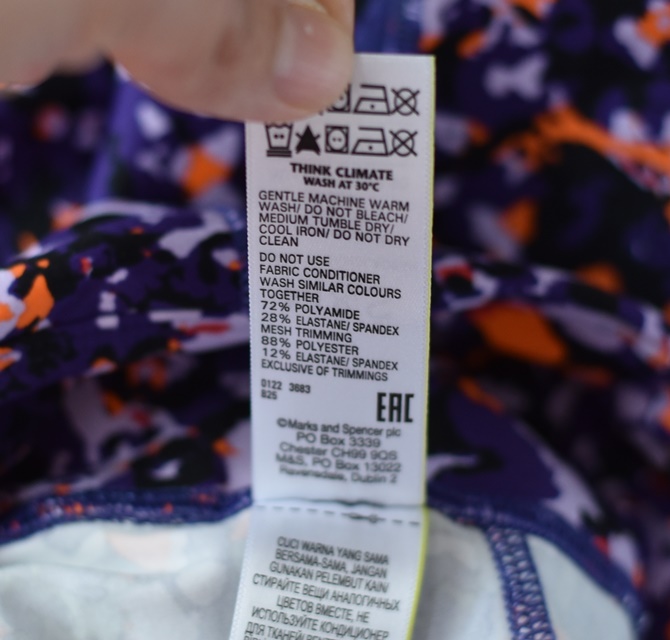 THINK CLIMATE
WASH AT 30°C
GENTLE MACHINE WARM
WASH/ DO NOT BLEACH/
MEDIUM TUMBLE DRY/
COOL IRON/ DO NOT DRY
CLEAN
DO NOT USE
FABRIC CONDITIONER
WASH SIMILAR COLOURS
TOGETHER
72% POLYAMIDE
28% ELASTANE/ SPANDEX
MESH TRIMMING
88% POLYESTER
12% ELASTANE/ SPANDEX
EXCLUSIVE OF TRIMMINGS
0122 3683
825
EAC
©Marks and Spencer plc
PO Box 3339
Chester CH99 9QS
M&S, PO Box 13022
Ravensdale, Dublin 2
CUCI WARNA YANG SAMA
BERSAMA-SAMA, JANGAN
GUNAKAN PELEMBUT KAIN/
СТИРАЙТЕ ВЕЩИ АНАЛОГИЧНЫХ
ЦВЕТОВ ВМЕСТЕ, НЕ
ИСПОЛЬЗУЙТЕ КОНДИЦИОНЕР
ДЛЯ ТКАНЕЙ/